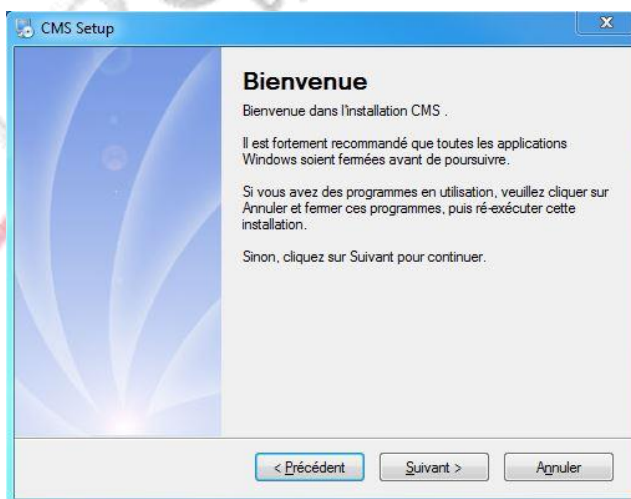 CMS Setup
Bienvenue
Bienvenue dans l'installation CMS .
Il est fortement recommandé que toutes les applications
Windows soient fermées avant de poursuivre.
Si vous avez des programmes en utilisation, veuillez cliquer sur
Annuler et fermer ces programmes, puis ré-exécuter cette
installation.
Sinon, cliquez sur Suivant pour continuer.
< Précédent
Suivant >
Annuler